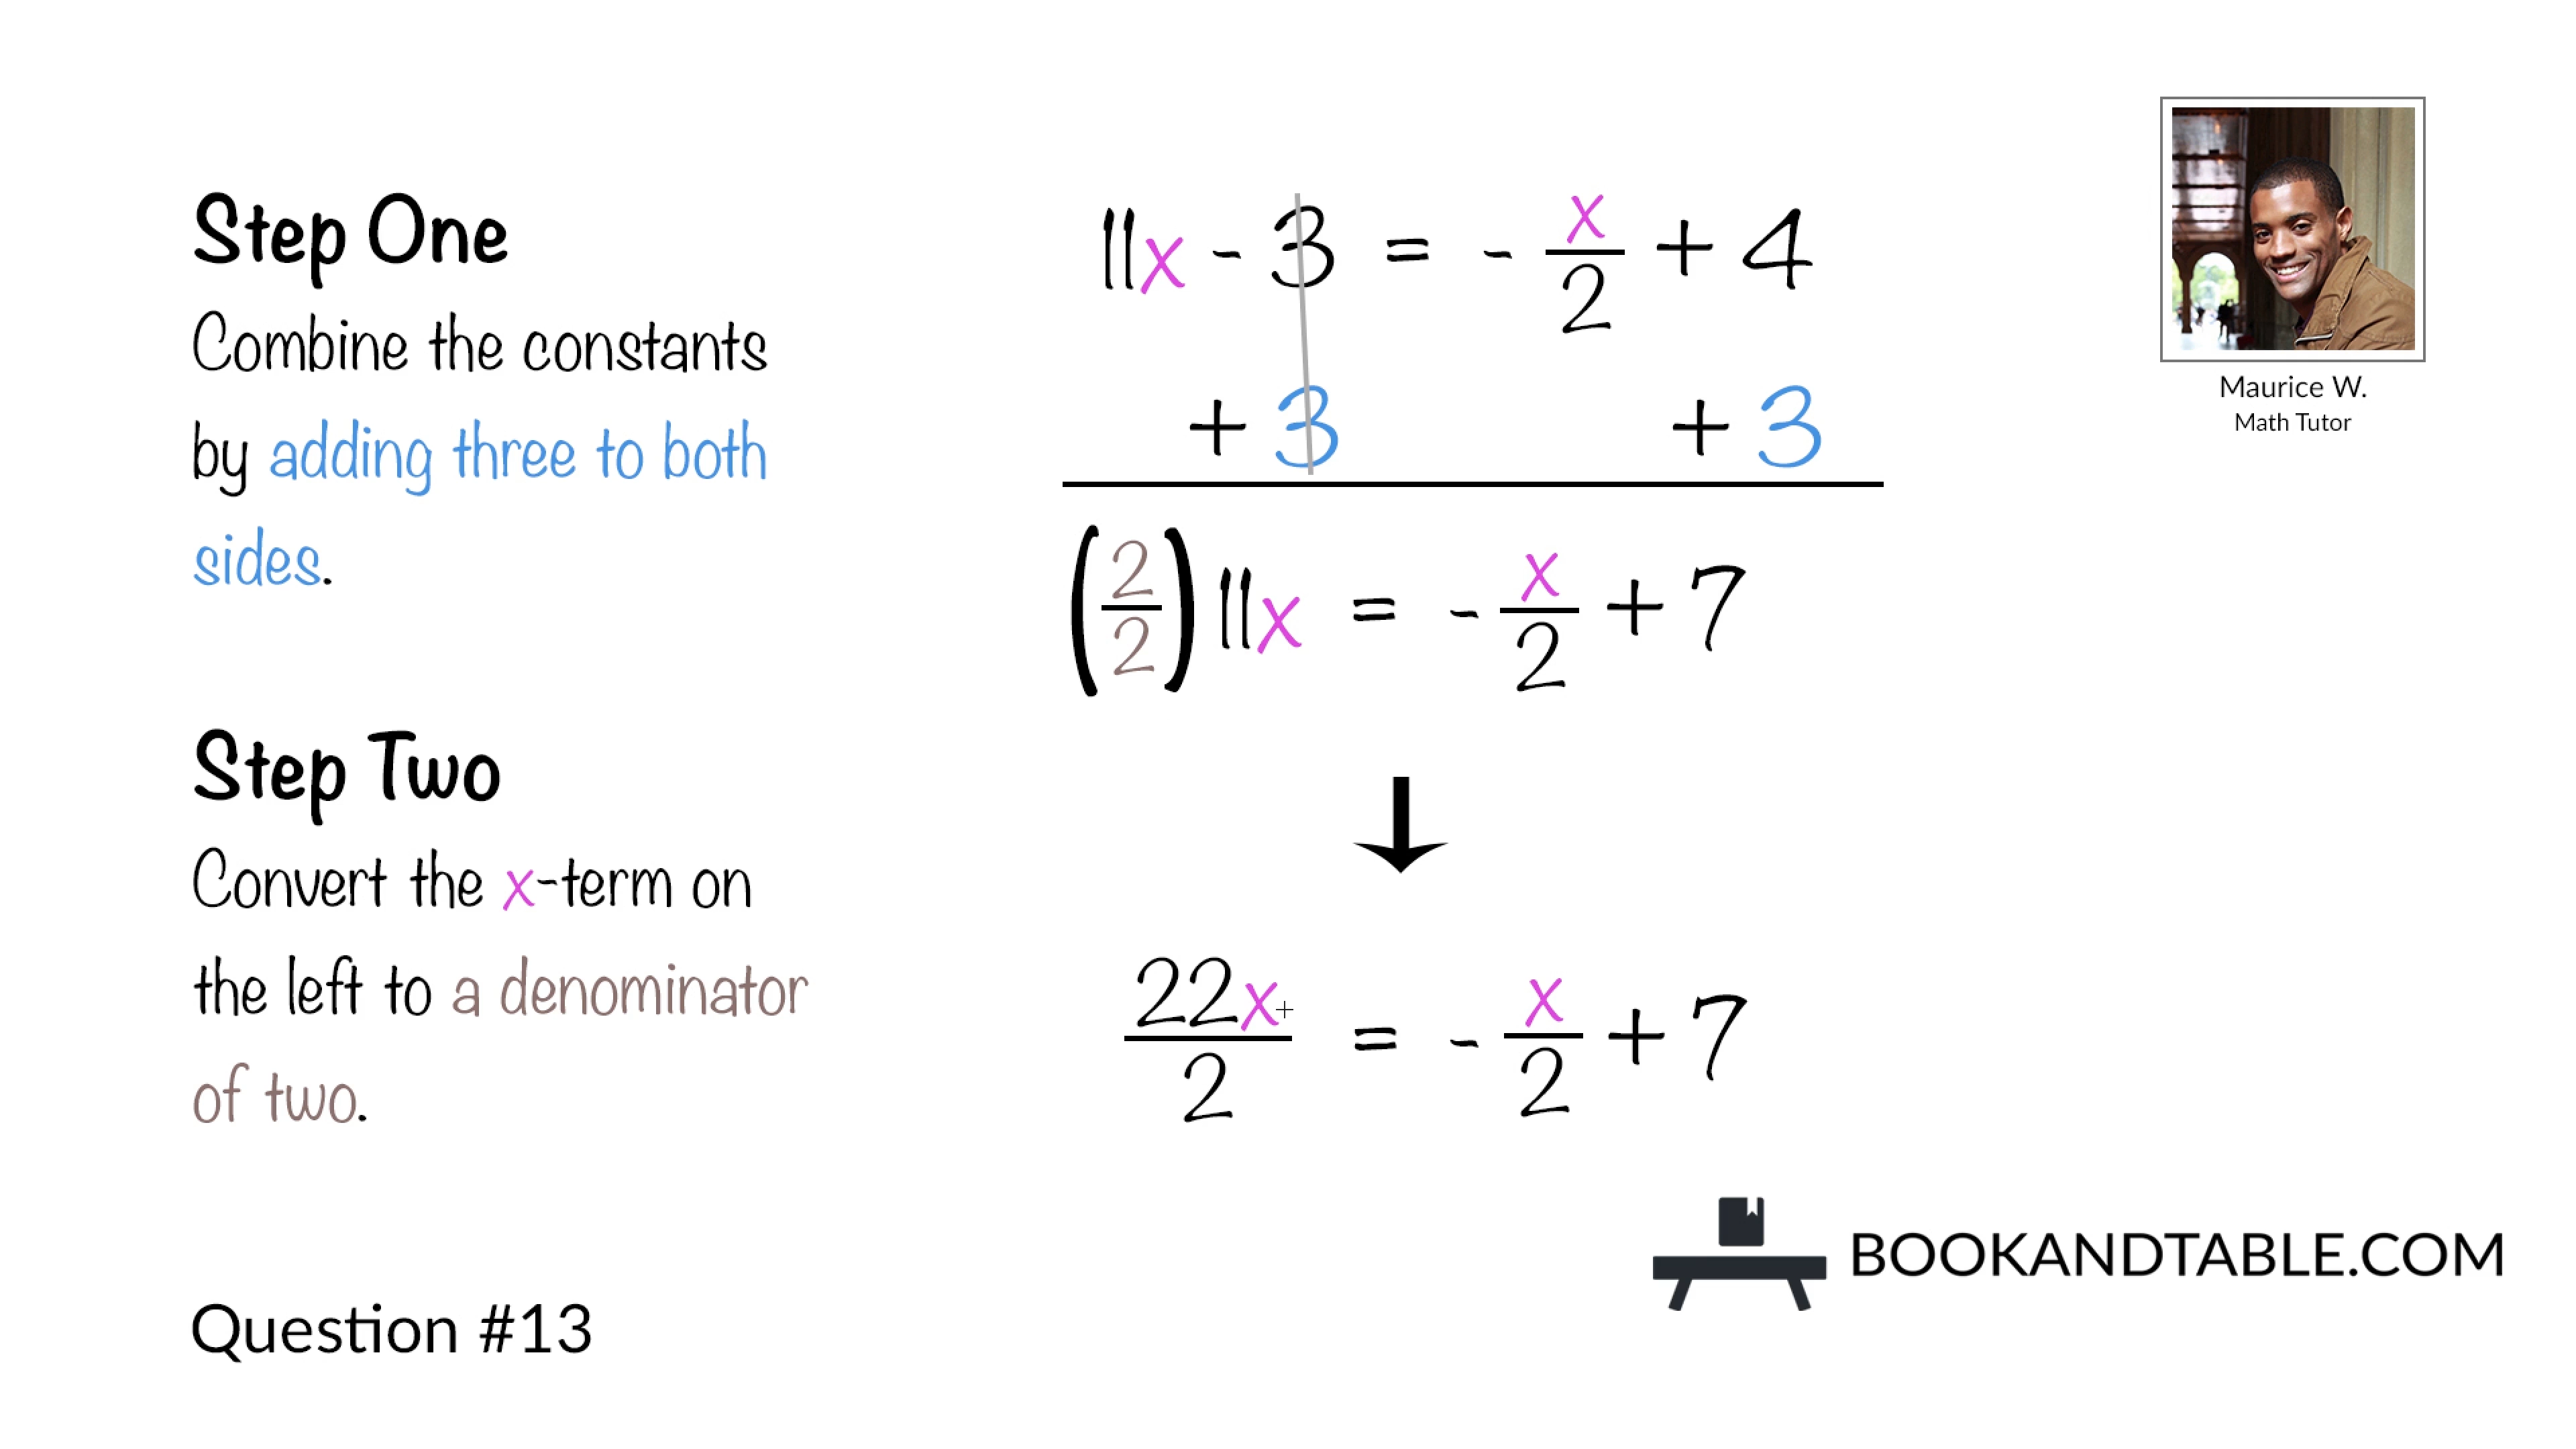 Step One
Combine the constants
by adding three to both
sides.
Step Two
Convert the x-term on
the left to a denominator
of two.
Question #13
11x - 3 = - x/2 + 4
+ 3 + 3
(2/2) 11x = - x/2 + 7
↓
22x/2 = - x/2 + 7
Maurice W.
Math Tutor
BOOKANDTABLE.COM